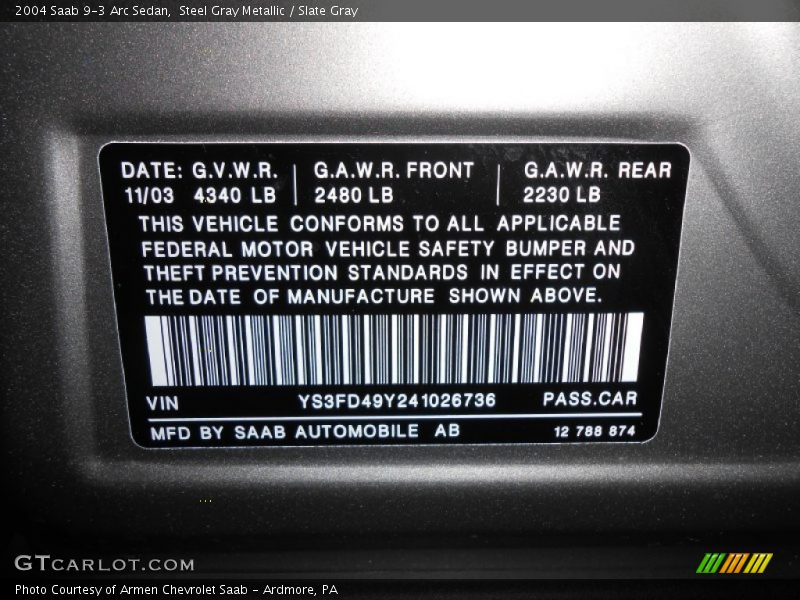 2004 Saab 9-3 Arc Sedan,  Steel Gray Metallic / Slate Gray
DATE: G.V.W.R. G.A.W.R. FRONT G.A.W.R. REAR
11/03 4340 LB 2480 LB 2230 LB
THIS VEHICLE CONFORMS TO ALL APPLICABLE
FEDERAL MOTOR VEHICLE SAFETY BUMPER AND
THEFT PREVENTION STANDARDS IN EFFECT ON
THE DATE OF MANUFACTURE SHOWN ABOVE.
VIN YS3FD49Y241026736 PASS.CAR
MFD BY SAAB AUTOMOBILE AB 12 788 874
GTCARLOT.COM
Photo Courtesy of Armen Chevrolet Saab - Ardmore, PA